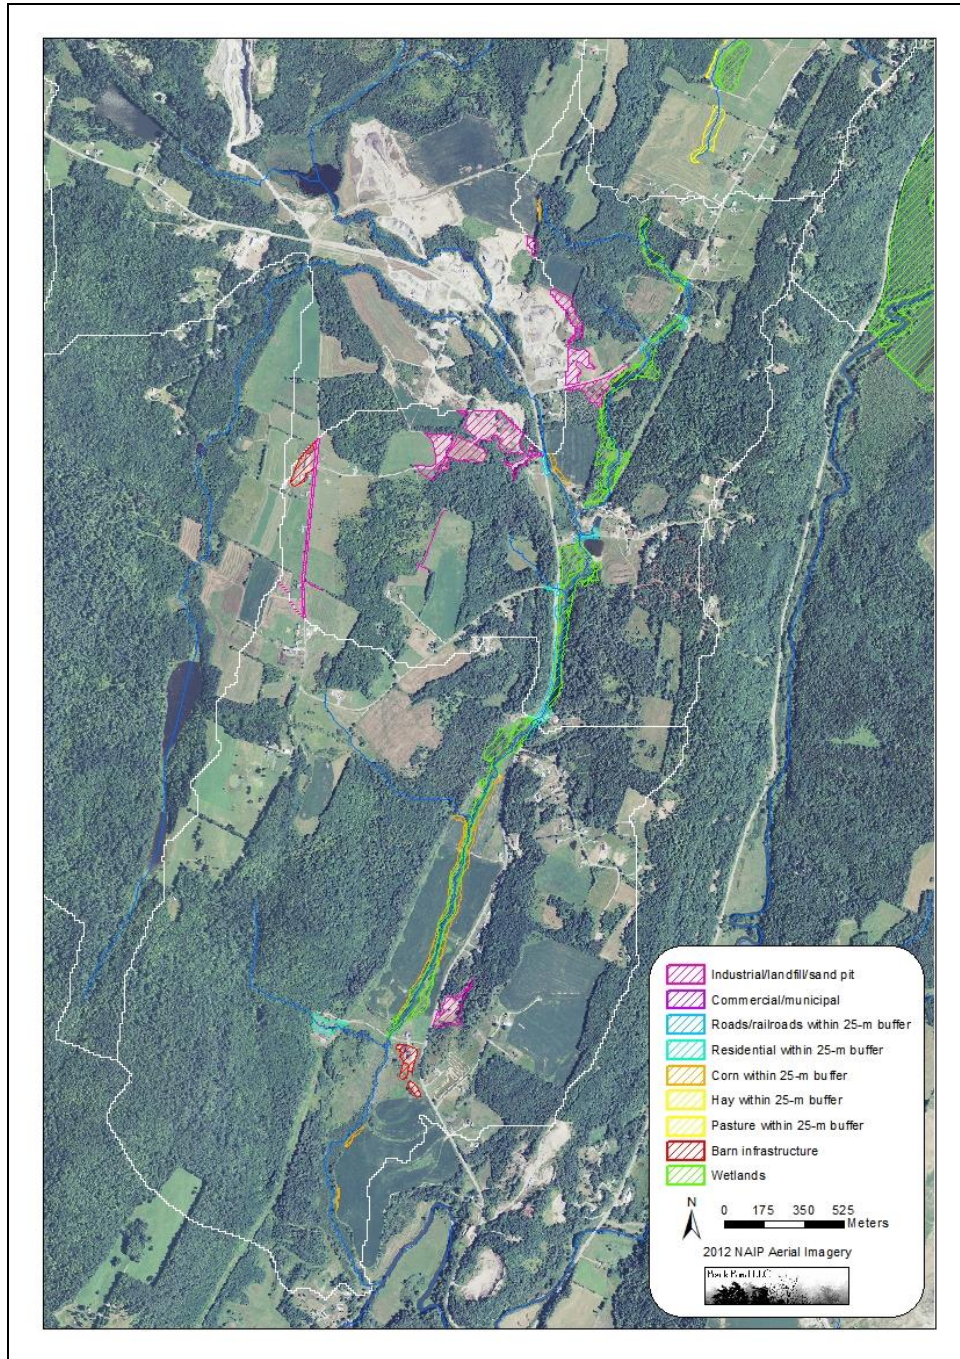 Industrial/landfill/sand pit
Commercial/municipal
Roads/railroads within 25-m buffer
Residential within 25-m buffer
Corn within 25-m buffer
Hay within 25-m buffer
Pasture within 25-m buffer
Barn infrastructure
Wetlands
N
0 175 350 525
Meters
2012 NAIP Aerial Imagery
LLC